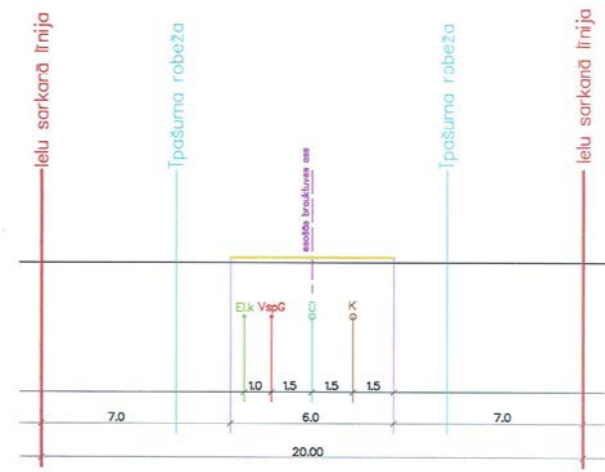 Ielu sarkanā līnija
Īpašuma robeža
esošās brauktuves ass
Īpašuma robeža
Ielu sarkanā līnija
El.k VspG Ū K
1.0 1.5 1.5 1.5
7.0 6.0 7.0
20.00